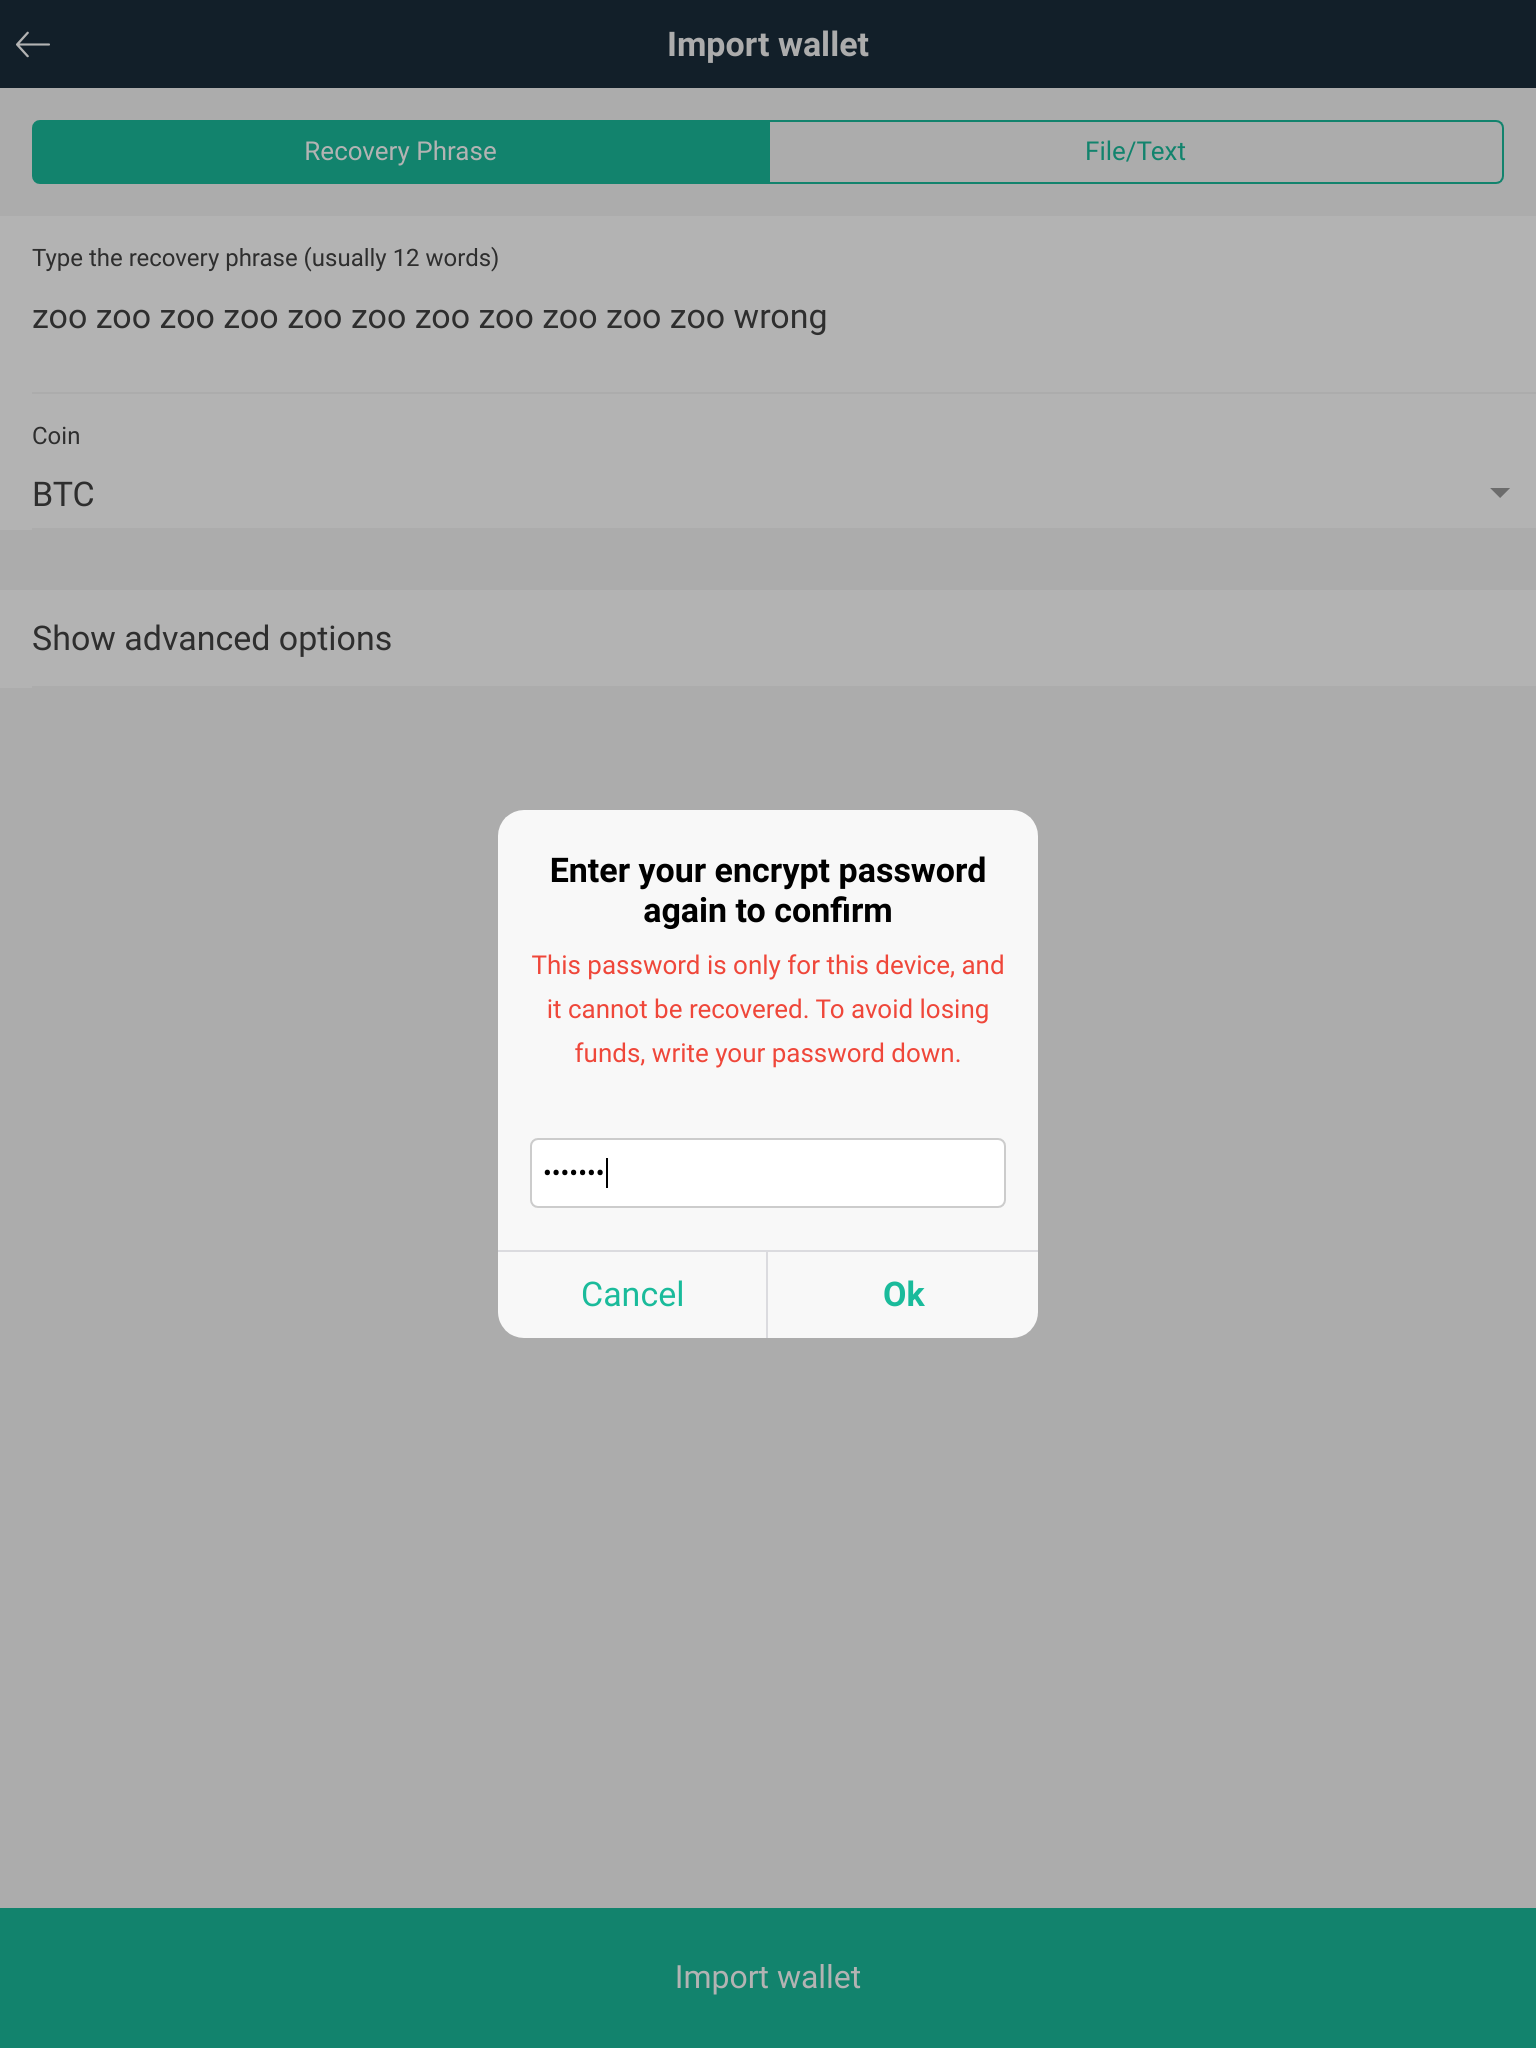 Import wallet
Recovery Phrase
File/Text
Type the recovery phrase (usually 12 words)
zoo zoo zoo zoo zoo zoo zoo zoo zoo zoo zoo wrong
Coin
BTC
Show advanced options
Enter your encrypt password
again to confirm
This password is only for this device, and
it cannot be recovered. To avoid losing
funds, write your password down.
•••••••
Cancel
Ok
Import wallet